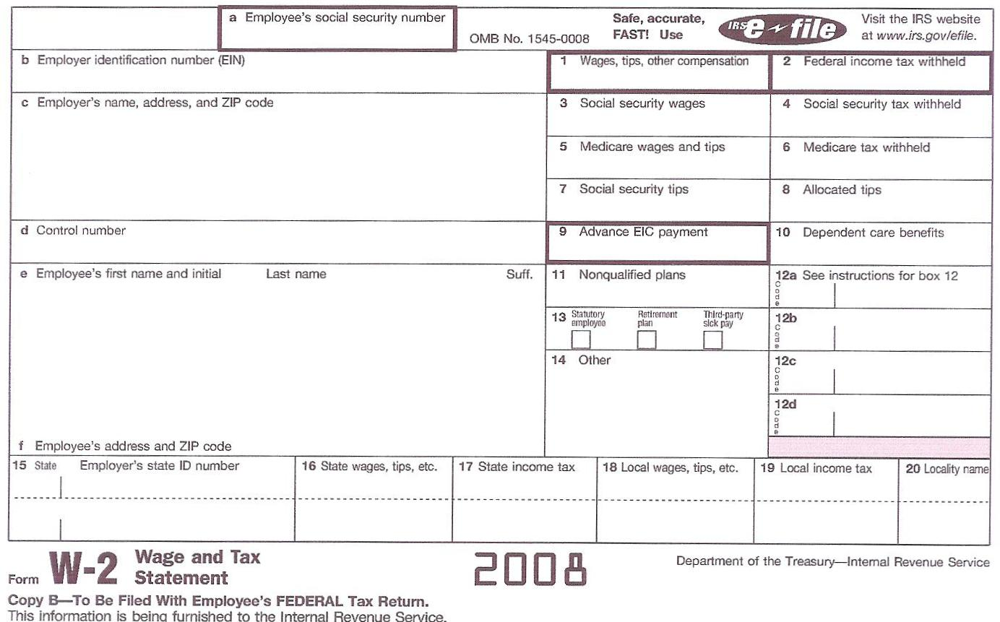 a Employee's social security number
OMB No. 1545-0008
Safe, accurate,
FAST! Use
IRS e file
Visit the IRS website
at www.irs.gov/efile.
b Employer identification number (EIN)
1 Wages, tips, other compensation
2 Federal income tax withheld
c Employer's name, address, and ZIP code
3 Social security wages
4 Social security tax withheld
5 Medicare wages and tips
6 Medicare tax withheld
7 Social security tips
8 Allocated tips
d Control number
9 Advance EIC payment
10 Dependent care benefits
e Employee's first name and initial Last name Suff.
11 Nonqualified plans
12a See instructions for box 12
Code
13 Statutory employee Retirement plan Third-party sick pay
12b
Code
14 Other
12c
Code
12d
Code
f Employee's address and ZIP code
15 State Employer's state ID number
16 State wages, tips, etc.
17 State income tax
18 Local wages, tips, etc.
19 Local income tax
20 Locality name
Form W-2 Wage and Tax
Statement
2008
Department of the Treasury—Internal Revenue Service
Copy B—To Be Filed With Employee's FEDERAL Tax Return.
This information is being furnished to the Internal Revenue Service.